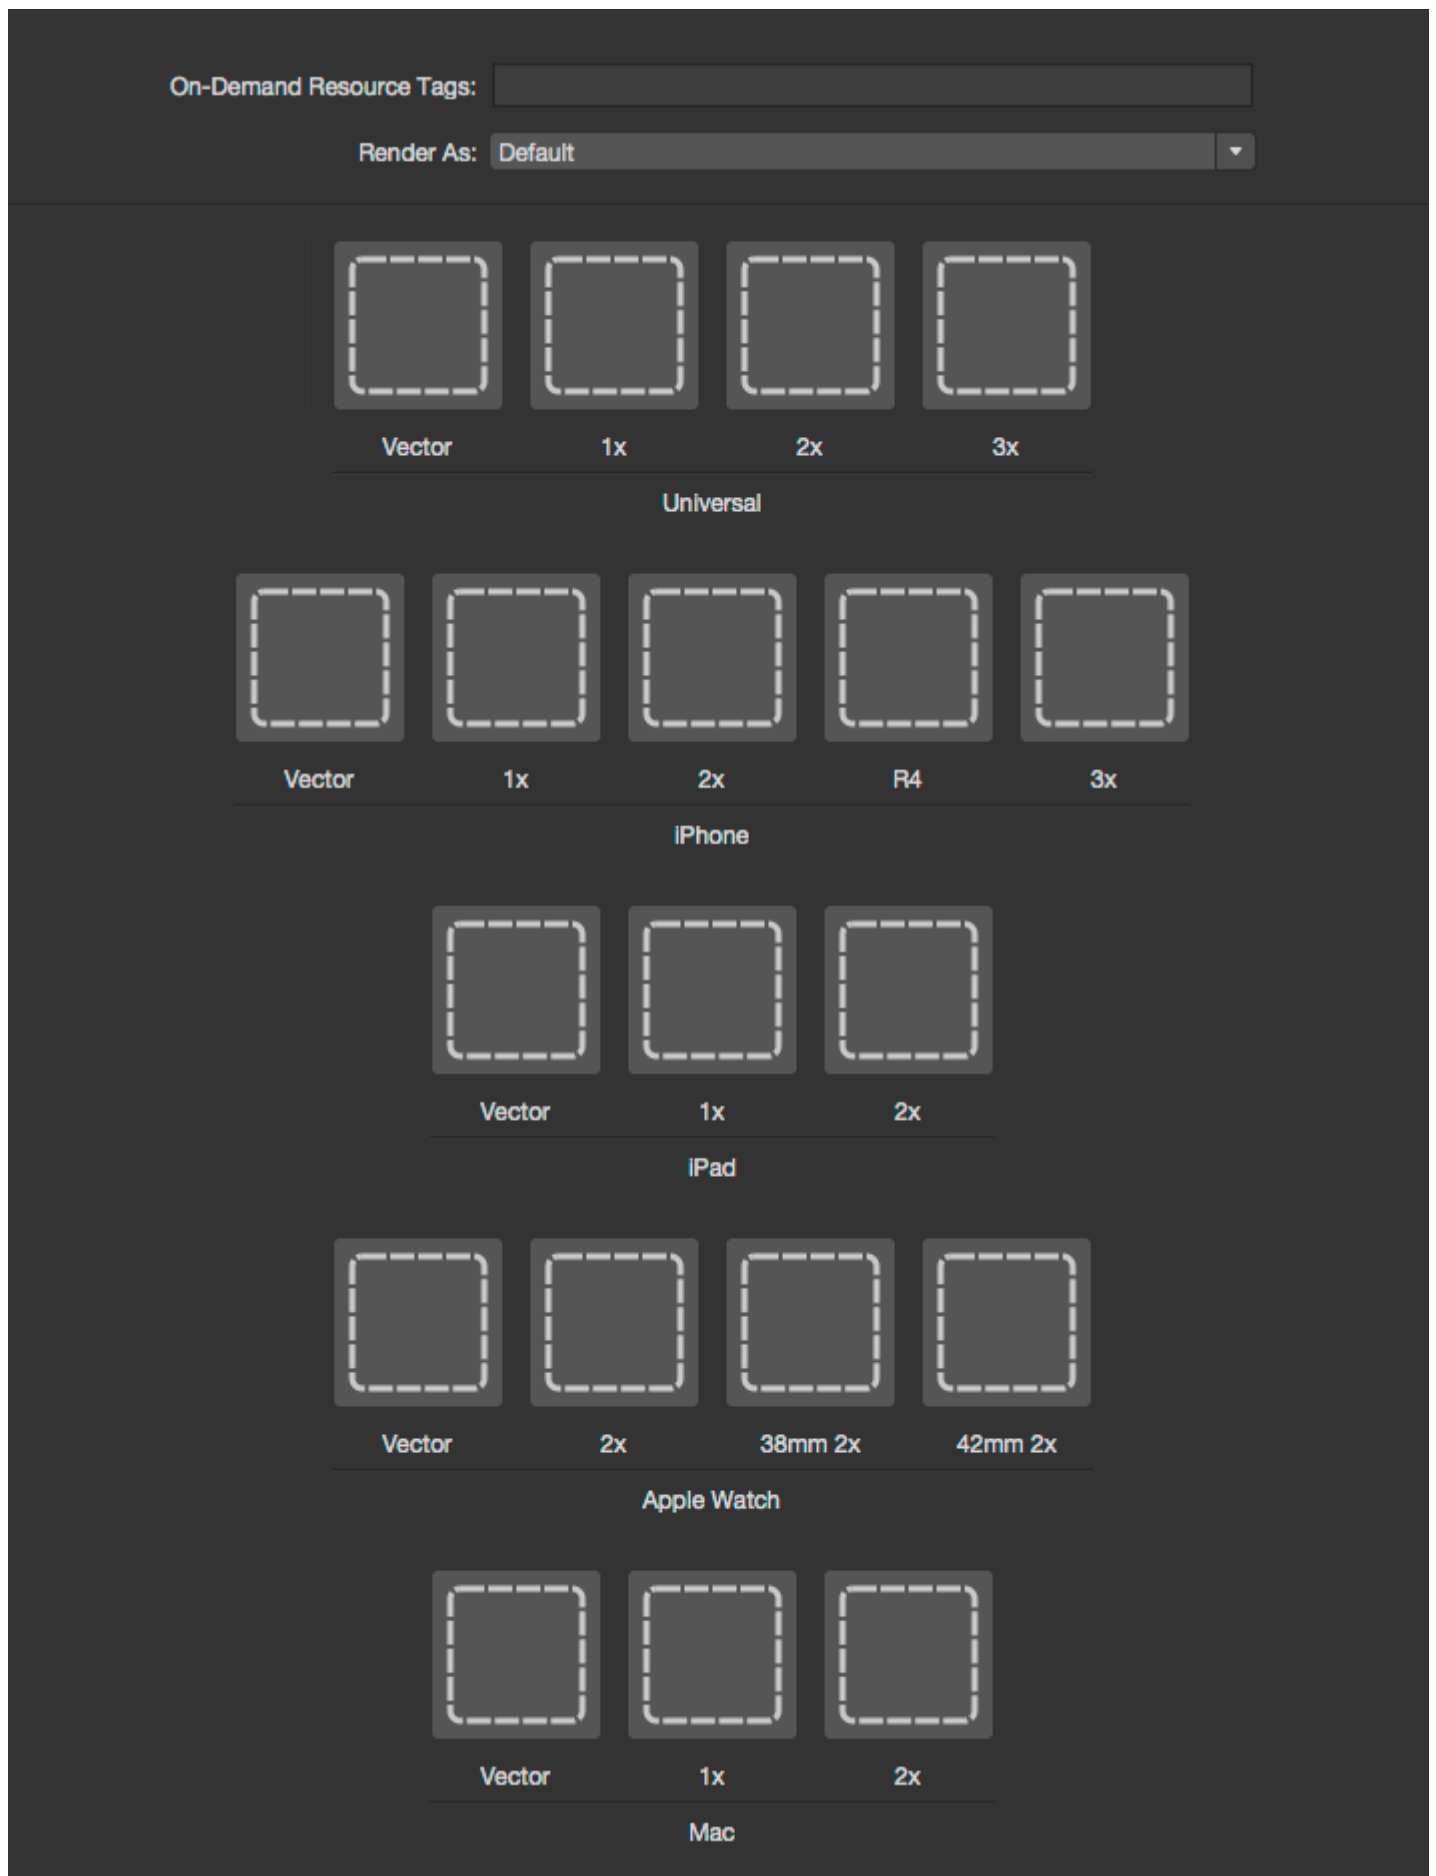 On-Demand Resource Tags:
Render As: Default
Vector 1x 2x 3x
Universal
Vector 1x 2x R4 3x
iPhone
Vector 1x 2x
iPad
Vector 2x 38mm 2x 42mm 2x
Apple Watch
Vector 1x 2x
Mac